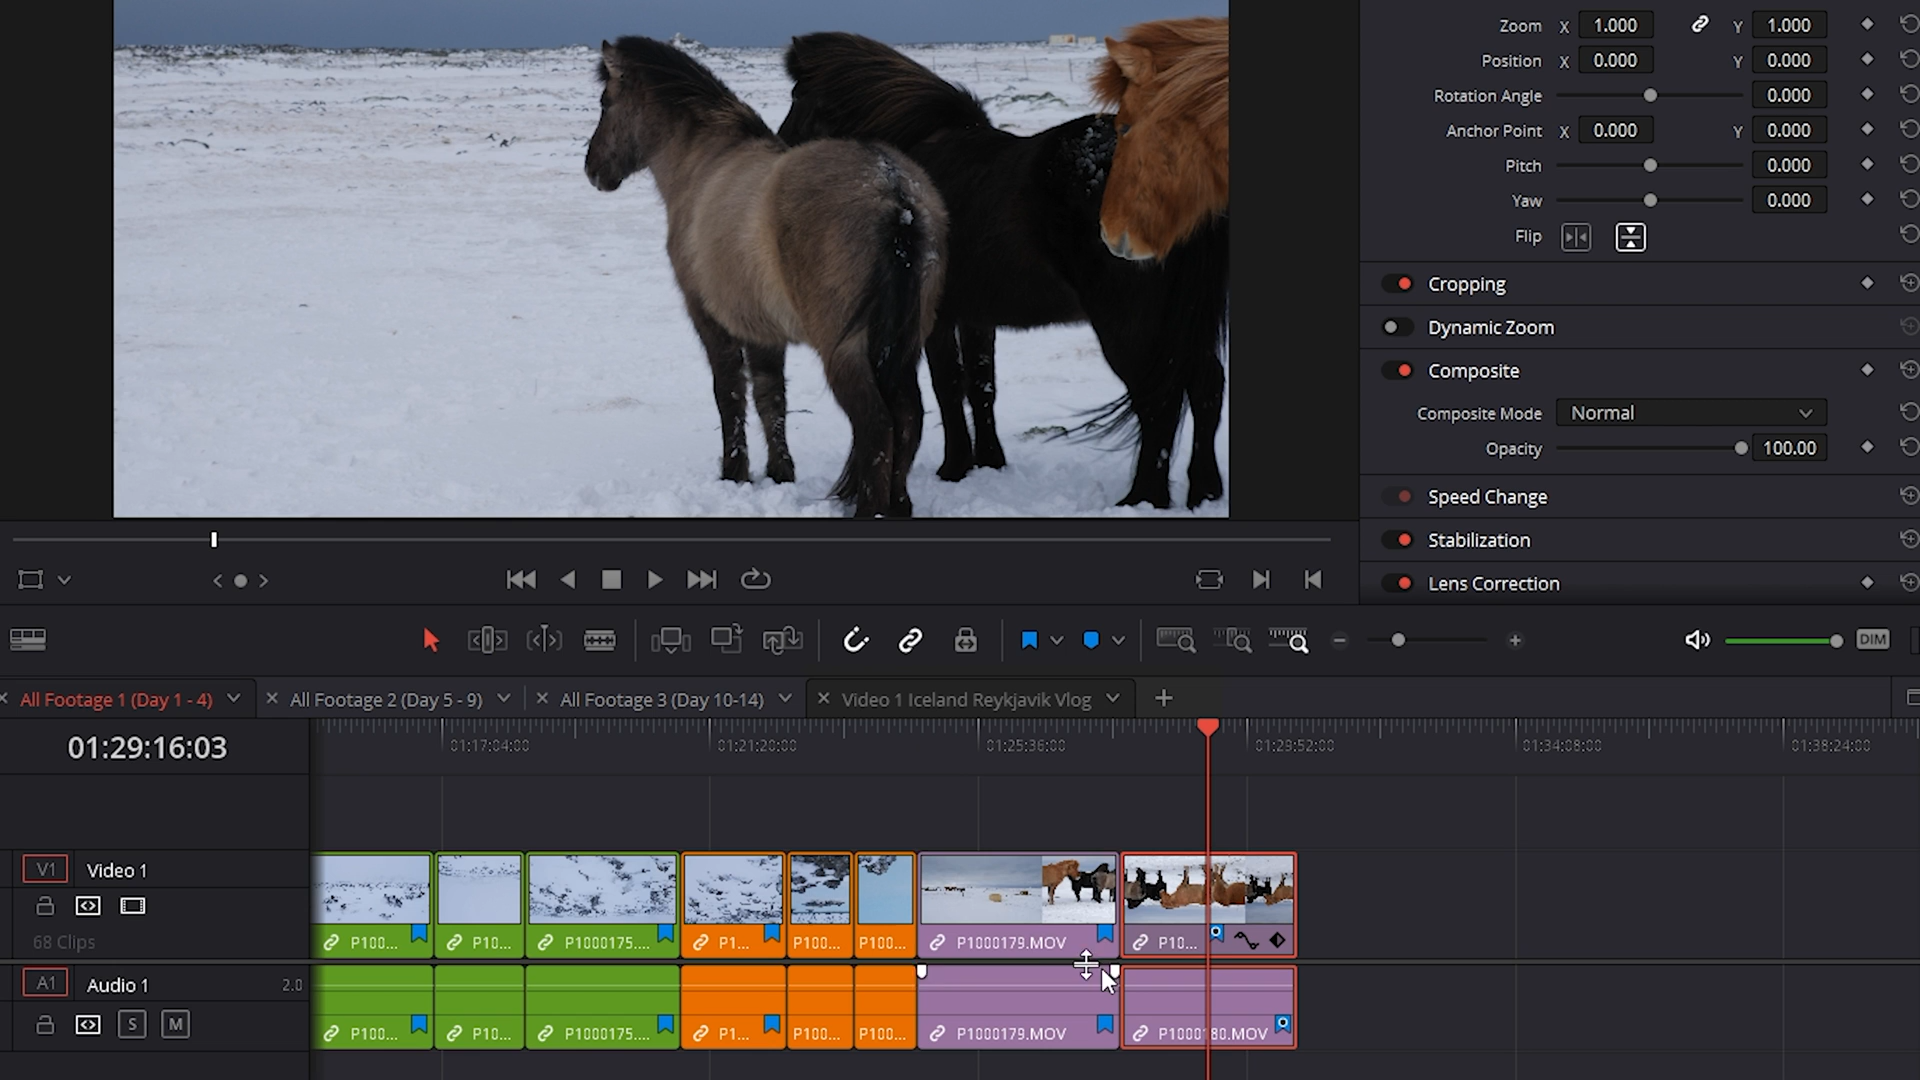 Zoom X 1.000 Y 1.000
Position X 0.000 Y 0.000
Rotation Angle 0.000
Anchor Point X 0.000 Y 0.000
Pitch 0.000
Yaw 0.000
Flip
Cropping
Dynamic Zoom
Composite
Composite Mode Normal
Opacity 100.00
Speed Change
Stabilization
Lens Correction
DIM
All Footage 1 (Day 1 - 4) All Footage 2 (Day 5 - 9) All Footage 3 (Day 10-14) Video 1 Iceland Reykjavik Vlog
01:29:16:03 01:17:04:00 01:21:20:00 01:25:36:00 01:29:52:00 01:34:08:00 01:38:24:00
V1 Video 1
68 Clips P100... P10... P1000175.... P1... P100... P100... P1000179.MOV P10...
A1 Audio 1 2.0
S M P100... P10... P1000175.... P1... P100... P100... P1000179.MOV P1000180.MOV